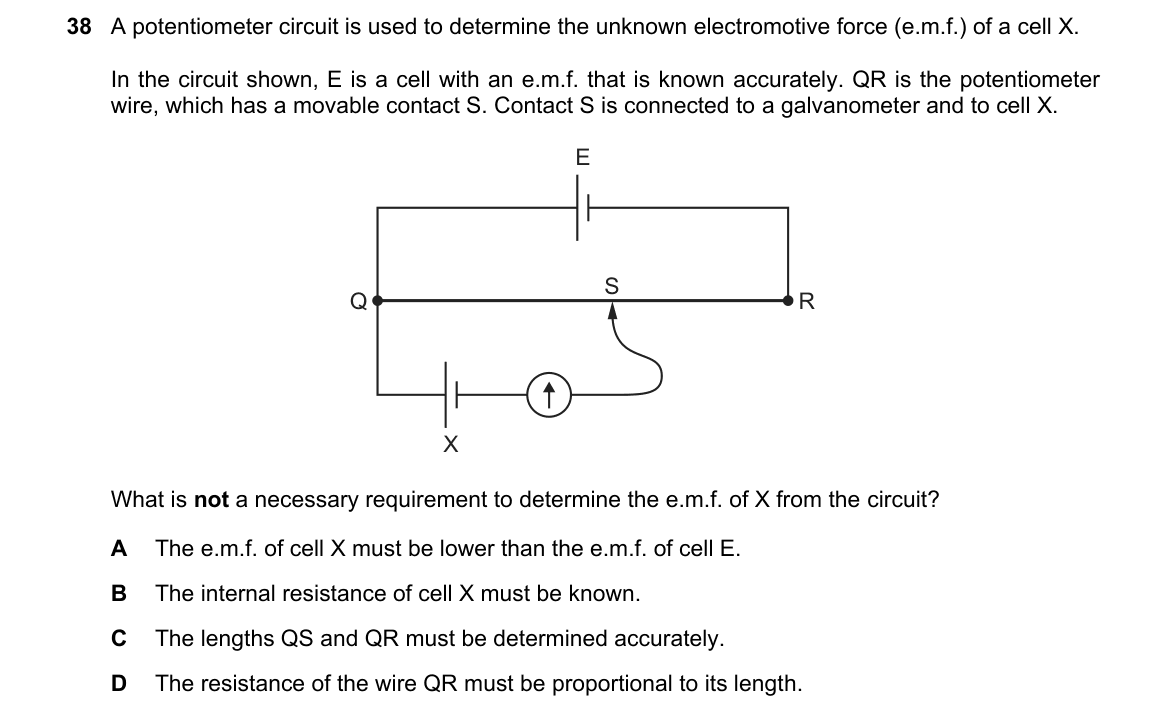 38 A potentiometer circuit is used to determine the unknown electromotive force (e.m.f.) of a cell X.
In the circuit shown, E is a cell with an e.m.f. that is known accurately. QR is the potentiometer
wire, which has a movable contact S. Contact S is connected to a galvanometer and to cell X.
E
S
Q
R
X
What is not a necessary requirement to determine the e.m.f. of X from the circuit?
A The e.m.f. of cell X must be lower than the e.m.f. of cell E.
B The internal resistance of cell X must be known.
C The lengths QS and QR must be determined accurately.
D The resistance of the wire QR must be proportional to its length.